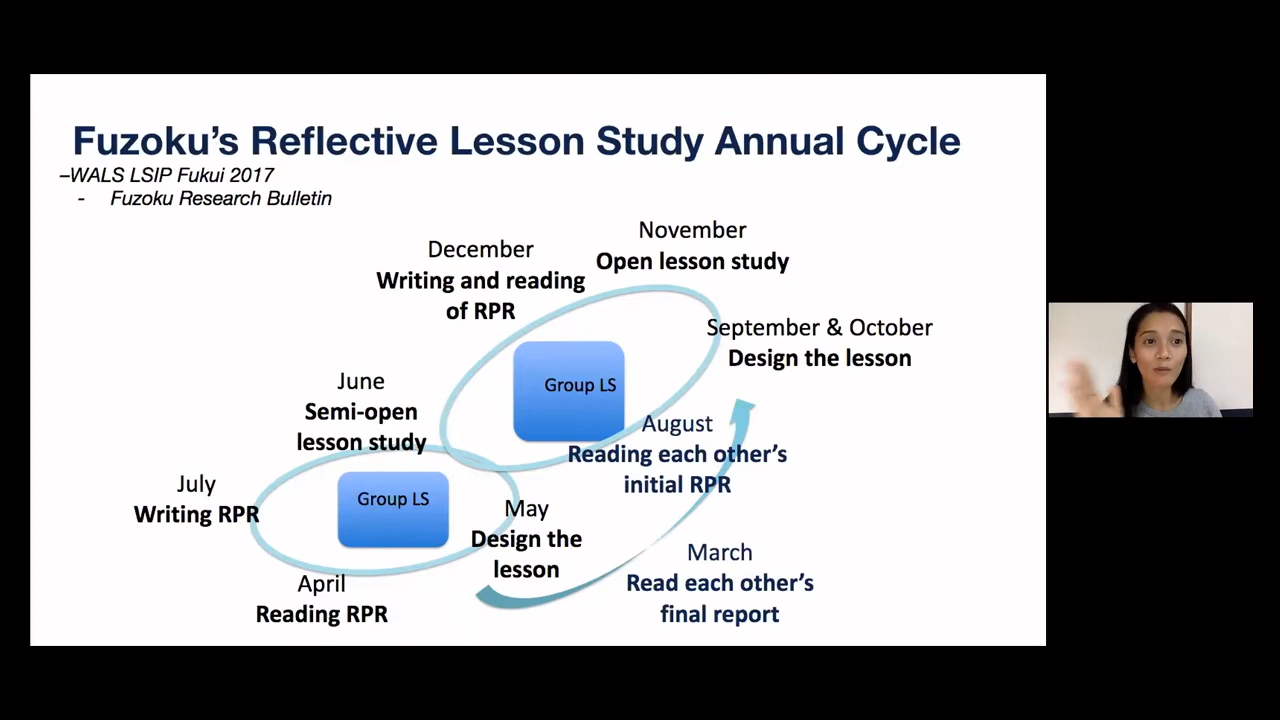 Fuzoku’s Reflective Lesson Study Annual Cycle
–WALS LSIP Fukui 2017
- Fuzoku Research Bulletin
November
Open lesson study
December
Writing and reading
of RPR
September & October
Design the lesson
Group LS
June
Semi-open
lesson study
August
Reading each other’s
initial RPR
July
Writing RPR
Group LS
May
Design the
lesson
March
Read each other’s
final report
April
Reading RPR